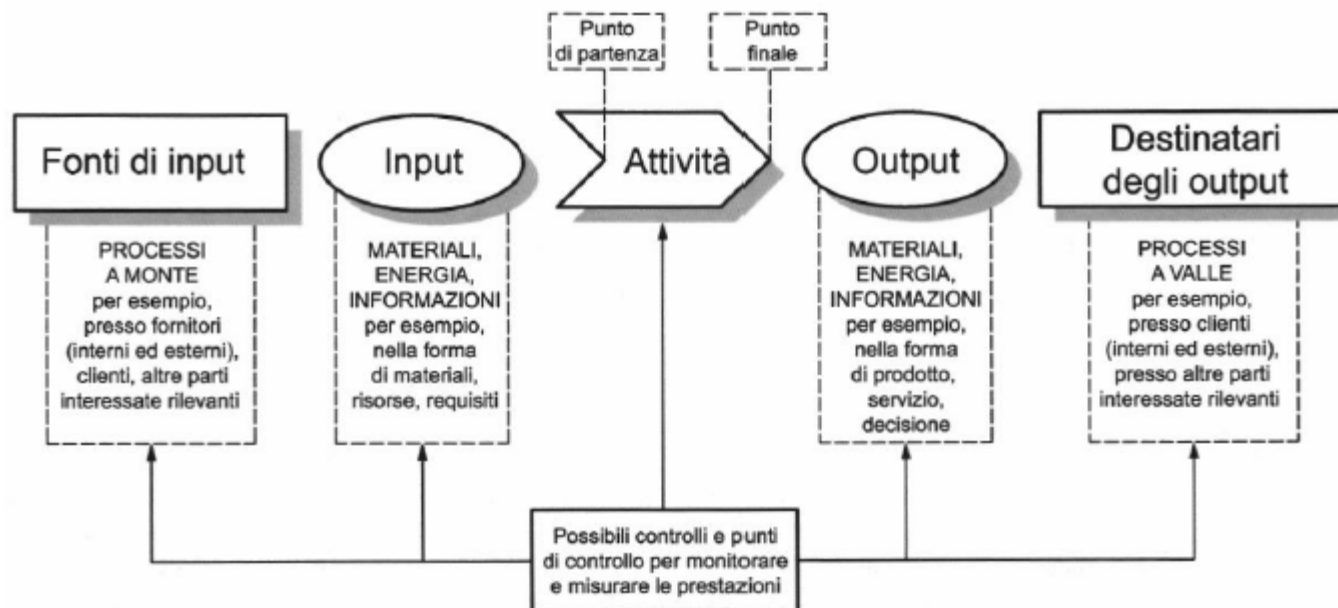 Punto
di partenza
Punto
finale
Fonti di input
Input
Attività
Output
Destinatari
degli output
PROCESSI
A MONTE
per esempio,
presso fornitori
(interni ed esterni),
clienti, altre parti
interessate rilevanti
MATERIALI,
ENERGIA,
INFORMAZIONI
per esempio,
nella forma
di materiali,
risorse, requisiti
MATERIALI,
ENERGIA,
INFORMAZIONI
per esempio,
nella forma
di prodotto,
servizio,
decisione
PROCESSI
A VALLE
per esempio,
presso clienti
(interni ed esterni),
presso altre parti
interessate rilevanti
Possibili controlli e punti
di controllo per monitorare
e misurare le prestazioni